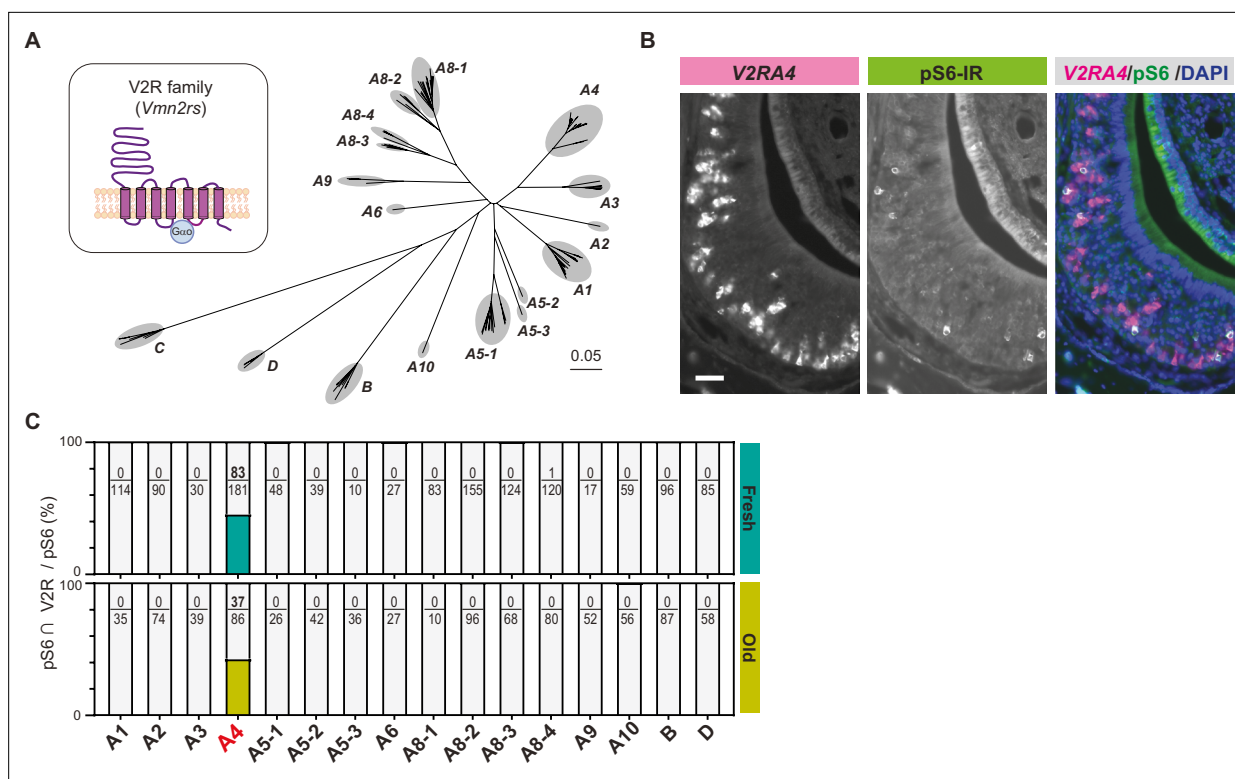 A
V2R family
(Vmn2rs)
Gαo
A8-1
A8-2
A8-4
A8-3
A9
A6
A4
A3
A2
A1
A5-2
A5-3
A5-1
A10
B
D
C
0.05
B
V2RA4
pS6-IR
V2RA4/pS6 /DAPI
C
pS6 ∩ V2R / pS6 (%)
100
0 0 0 83 0 0 0 0 0 0 0 1 0 0 0 0
114 90 30 181 48 39 10 27 83 155 124 120 17 59 96 85
0
Fresh
100
0 0 0 37 0 0 0 0 0 0 0 0 0 0 0 0
35 74 39 86 26 42 36 27 10 96 68 80 52 56 87 58
0
Old
A1 A2 A3 A4 A5-1 A5-2 A5-3 A6 A8-1 A8-2 A8-3 A8-4 A9 A10 B D